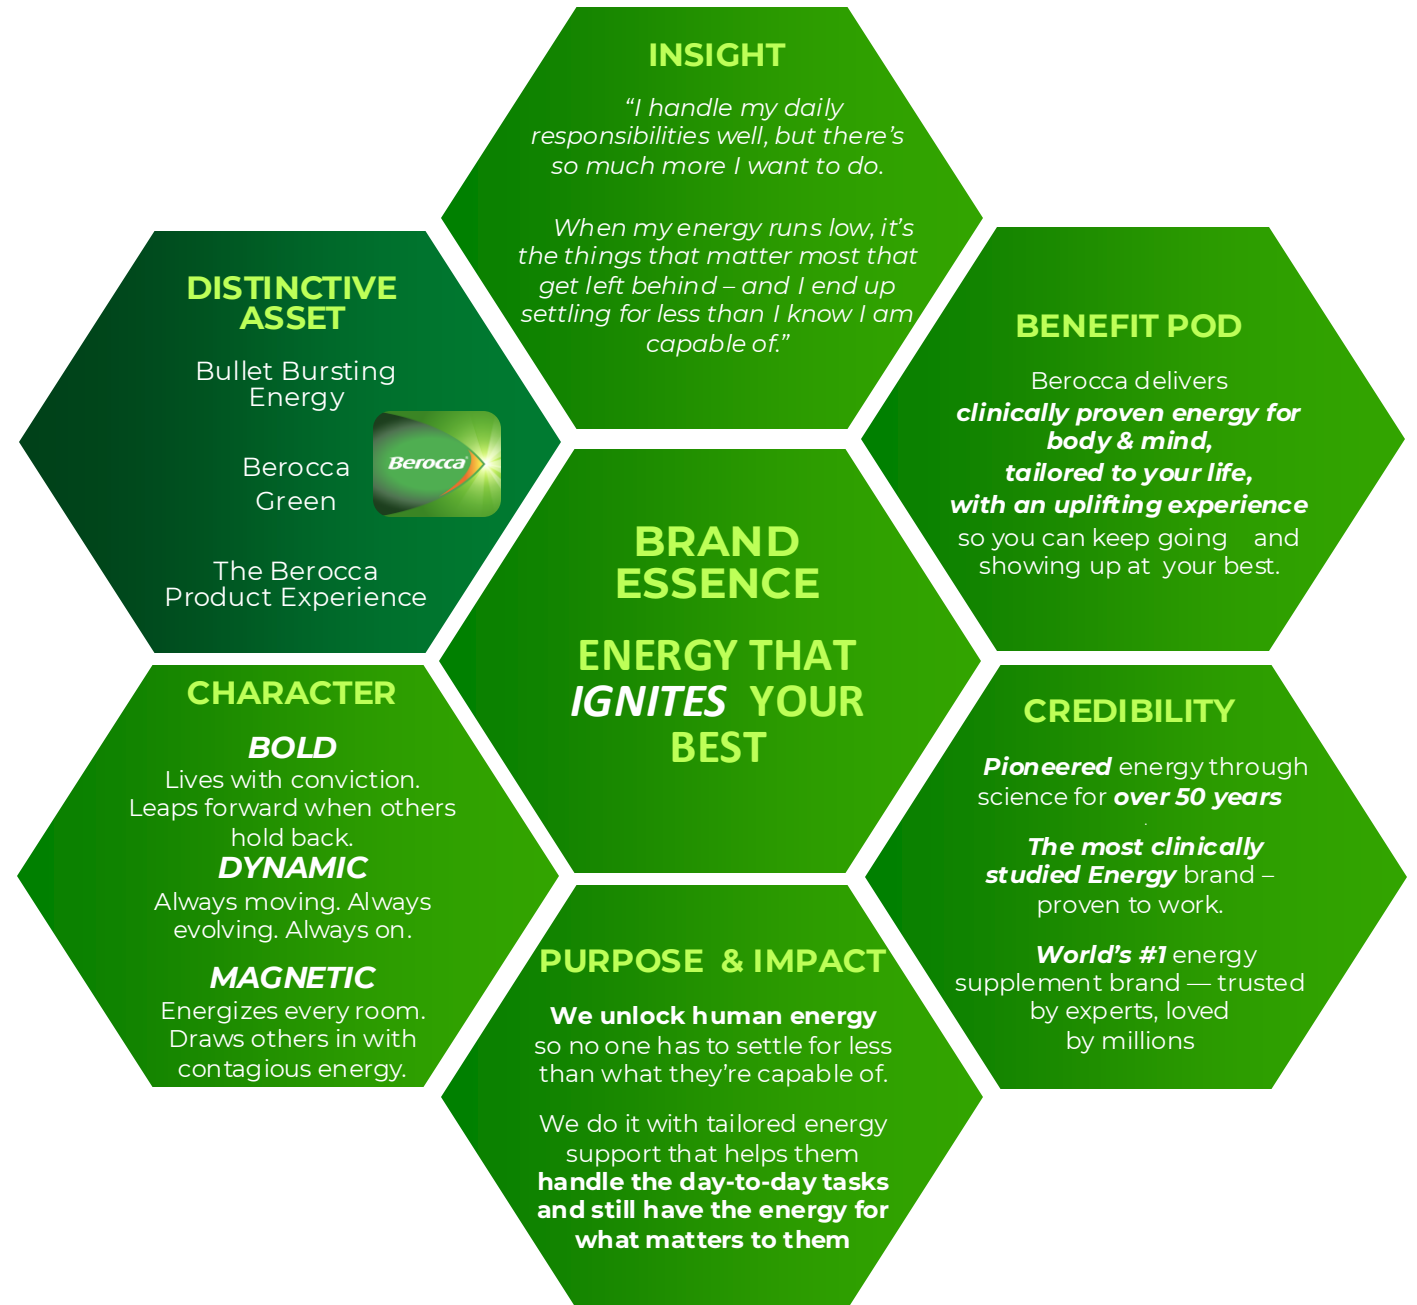 INSIGHT
“I handle my daily
responsibilities well, but there’s
so much more I want to do.
When my energy runs low, it’s
the things that matter most that
get left behind – and I end up
settling for less than I know I am
capable of.”
DISTINCTIVE
ASSET
Bullet Bursting
Energy
Berocca
Green
Berocca
The Berocca
Product Experience
BENEFIT POD
Berocca delivers
clinically proven energy for
body & mind,
tailored to your life,
with an uplifting experience
so you can keep going and
showing up at your best.
BRAND
ESSENCE
ENERGY THAT
IGNITES YOUR
BEST
CHARACTER
BOLD
Lives with conviction.
Leaps forward when others
hold back.
DYNAMIC
Always moving. Always
evolving. Always on.
MAGNETIC
Energizes every room.
Draws others in with
contagious energy.
CREDIBILITY
Pioneered energy through
science for over 50 years
.
The most clinically
studied Energy brand –
proven to work.
World’s #1 energy
supplement brand — trusted
by experts, loved
by millions
PURPOSE & IMPACT
We unlock human energy
so no one has to settle for less
than what they’re capable of.
We do it with tailored energy
support that helps them
handle the day-to-day tasks
and still have the energy for
what matters to them